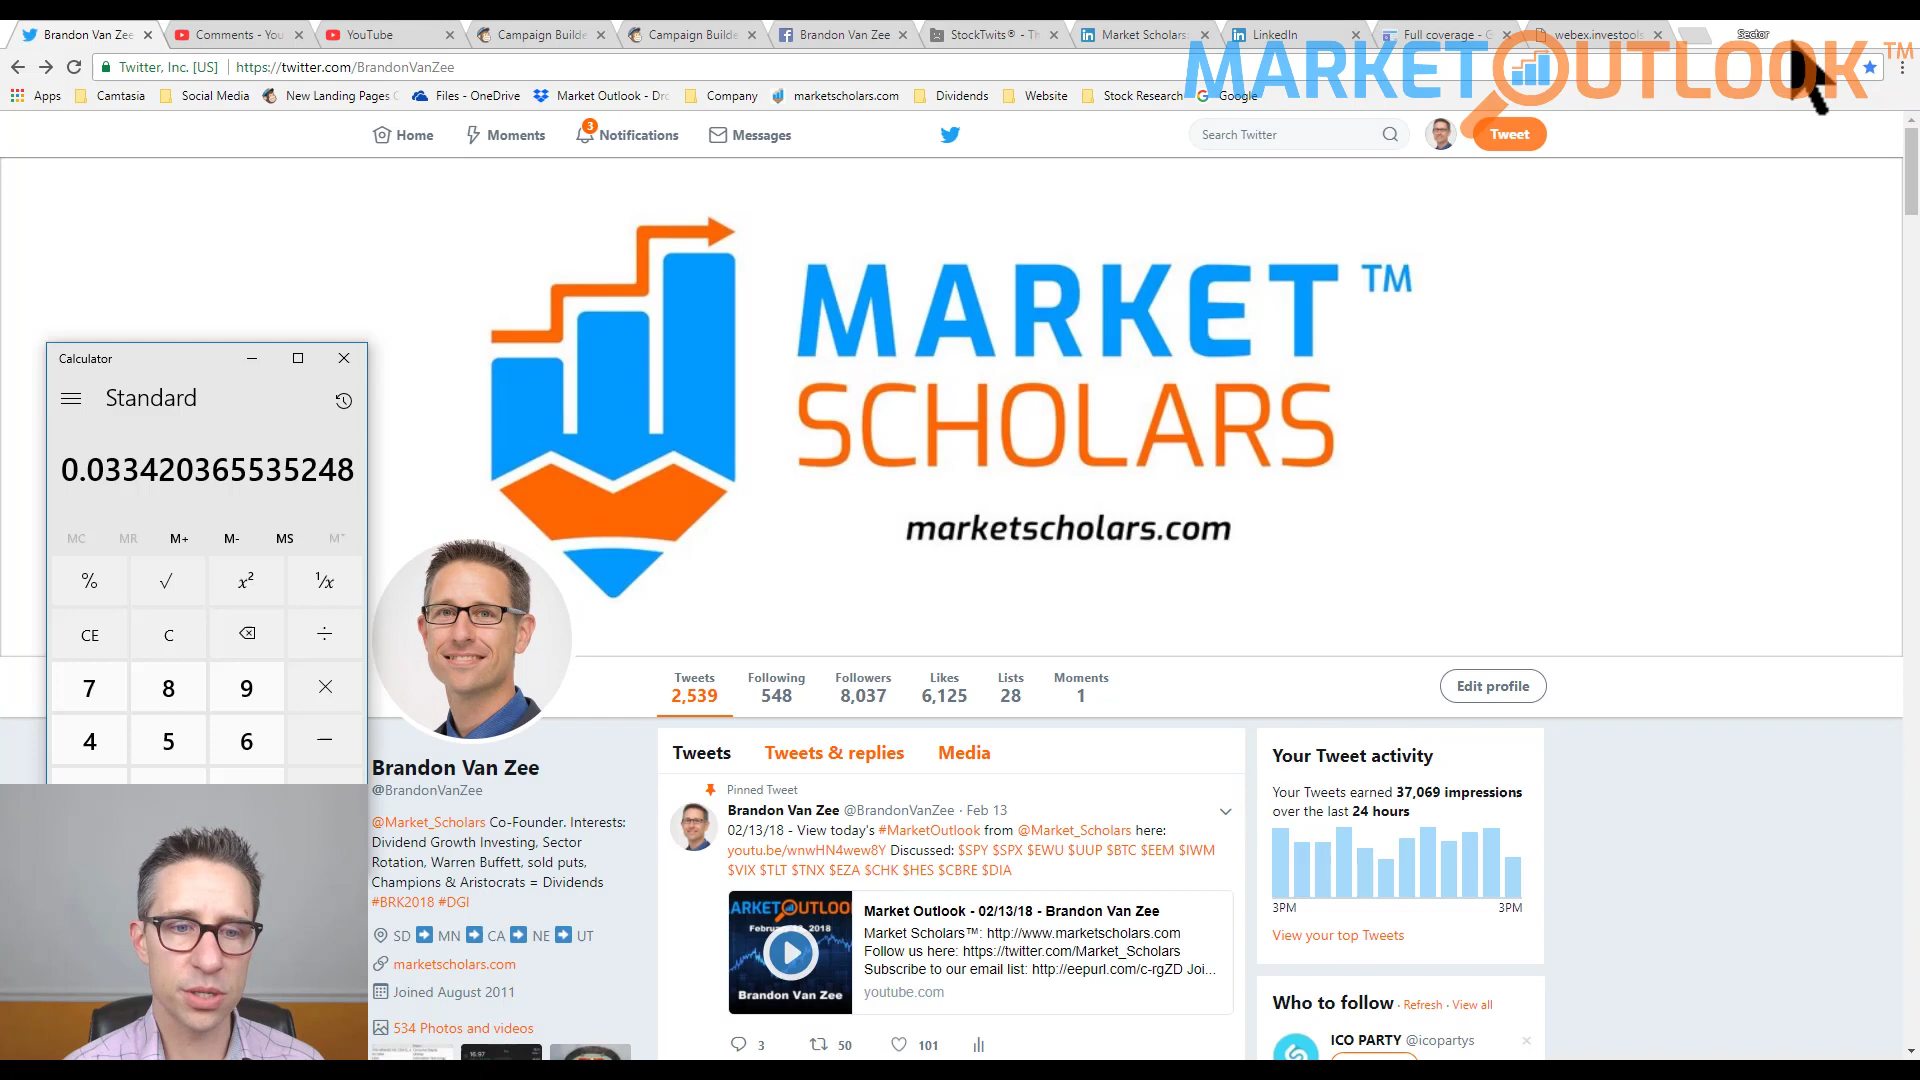 Brandon Van Zee
Comments - You
YouTube
Campaign Builde
Campaign Builde
Brandon Van Zee
StockTwits® - Th
Market Scholars:
LinkedIn
Full coverage - G
webex.investools
Sector
Twitter, Inc. [US] https://twitter.com/BrandonVanZee
MARKET OUTLOOK™
Apps
Camtasia
Social Media
New Landing Pages
Files - OneDrive
Market Outlook - Dro
Company
marketscholars.com
Dividends
Website
Stock Research
Google
Home
Moments
3
Notifications
Messages
Search Twitter
Tweet
MARKET™
SCHOLARS
marketscholars.com
Calculator
Standard
0.033420365535248
MC MR M+ M- MS M˅
% √ x² ¹/x
CE C ÷
7 8 9 ×
4 5 6 −
Tweets
2,539
Following
548
Followers
8,037
Likes
6,125
Lists
28
Moments
1
Edit profile
Brandon Van Zee
@BrandonVanZee
@Market_Scholars Co-Founder. Interests:
Dividend Growth Investing, Sector
Rotation, Warren Buffett, sold puts,
Champions & Aristocrats = Dividends
#BRK2018 #DGI
SD ➡ MN ➡ CA ➡ NE ➡ UT
marketscholars.com
Joined August 2011
534 Photos and videos
16.97
Tweets Tweets & replies Media
Pinned Tweet
Brandon Van Zee @BrandonVanZee · Feb 13
02/13/18 - View today's #MarketOutlook from @Market_Scholars here:
youtu.be/wnwHN4wew8Y Discussed: $SPY $SPX $EWU $UUP $BTC $EEM $IWM
$VIX $TLT $TNX $EZA $CHK $HES $CBRE $DIA
ARKET OUTLOOK
2018
Brandon Van Zee
Market Outlook - 02/13/18 - Brandon Van Zee
Market Scholars™: http://www.marketscholars.com
Follow us here: https://twitter.com/Market_Scholars
Subscribe to our email list: http://eepurl.com/c-rgZD Joi...
youtube.com
3 50 101
Your Tweet activity
Your Tweets earned 37,069 impressions
over the last 24 hours
3PM 3PM
View your top Tweets
Who to follow · Refresh · View all
ICO PARTY @icopartys